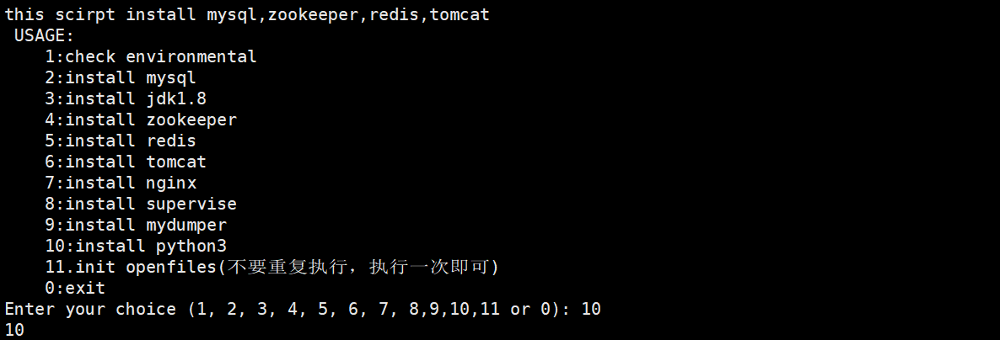 this scirpt install mysql,zookeeper,redis,tomcat
USAGE:
1:check environmental
2:install mysql
3:install jdk1.8
4:install zookeeper
5:install redis
6:install tomcat
7:install nginx
8:install supervise
9:install mydumper
10:install python3
11.init openfiles(不要重复执行，执行一次即可)
0:exit
Enter your choice (1, 2, 3, 4, 5, 6, 7, 8,9,10,11 or 0): 10
10